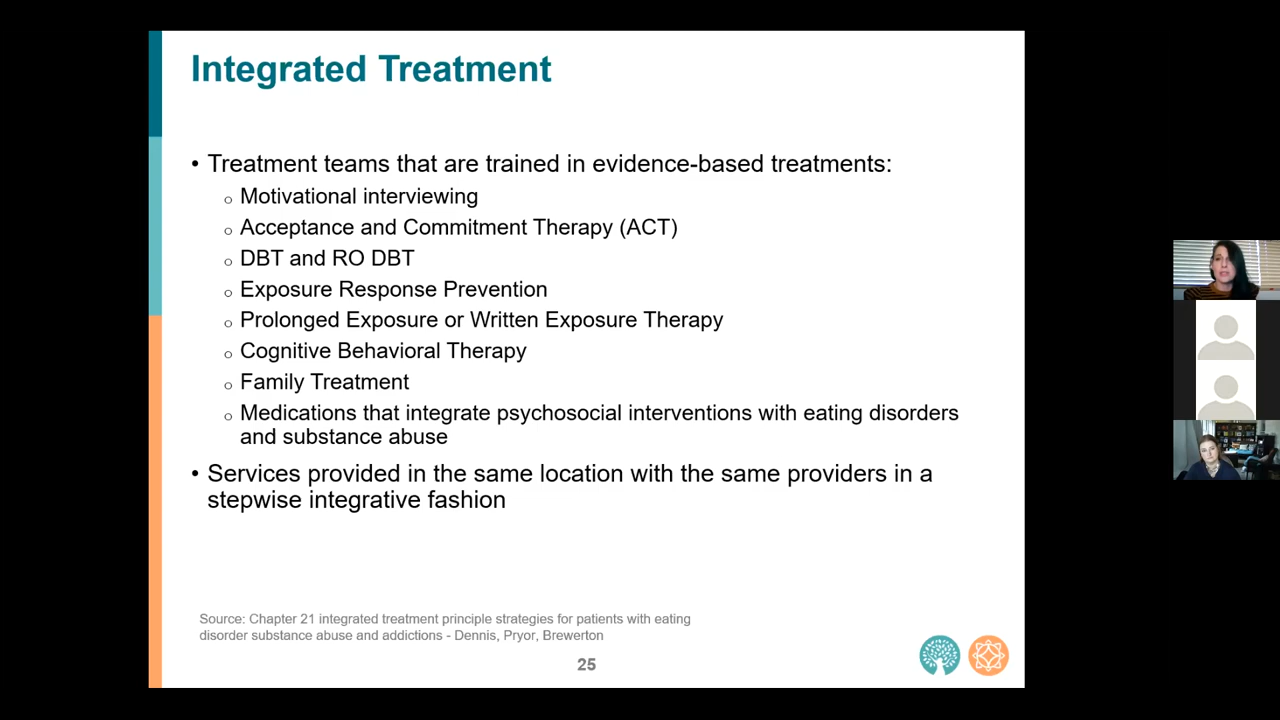 Integrated Treatment
• Treatment teams that are trained in evidence-based treatments:
o Motivational interviewing
o Acceptance and Commitment Therapy (ACT)
o DBT and RO DBT
o Exposure Response Prevention
o Prolonged Exposure or Written Exposure Therapy
o Cognitive Behavioral Therapy
o Family Treatment
o Medications that integrate psychosocial interventions with eating disorders
and substance abuse
• Services provided in the same location with the same providers in a
stepwise integrative fashion
Source: Chapter 21 integrated treatment principle strategies for patients with eating
disorder substance abuse and addictions - Dennis, Pryor, Brewerton
25